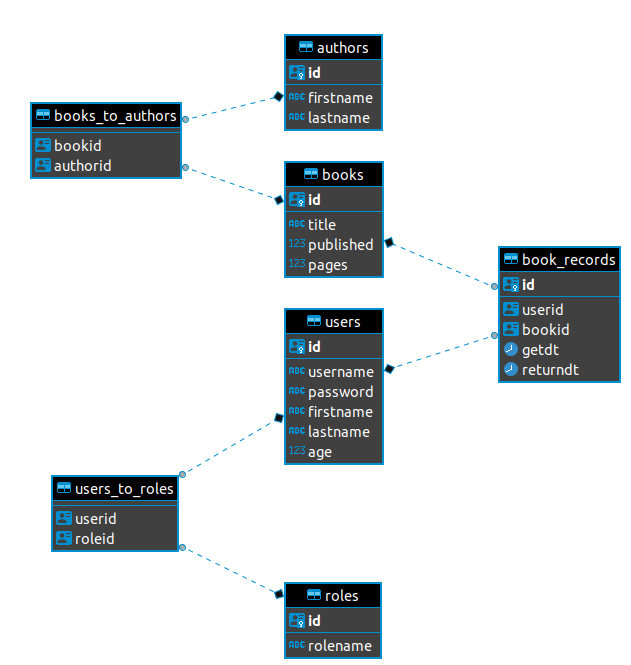 authors
id
ABC firstname
ABC lastname
books_to_authors
bookid
authorid
books
id
ABC title
123 published
123 pages
book_records
id
userid
bookid
getdt
returndt
users
id
ABC username
ABC password
ABC firstname
ABC lastname
123 age
users_to_roles
userid
roleid
roles
id
ABC rolename